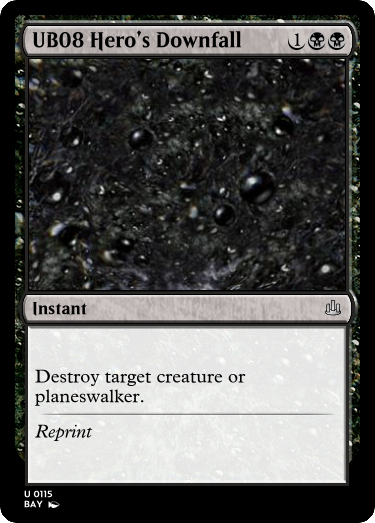 UB08 Hero's Downfall 1
Instant
Destroy target creature or
planeswalker.
Reprint
U 0115
BAY